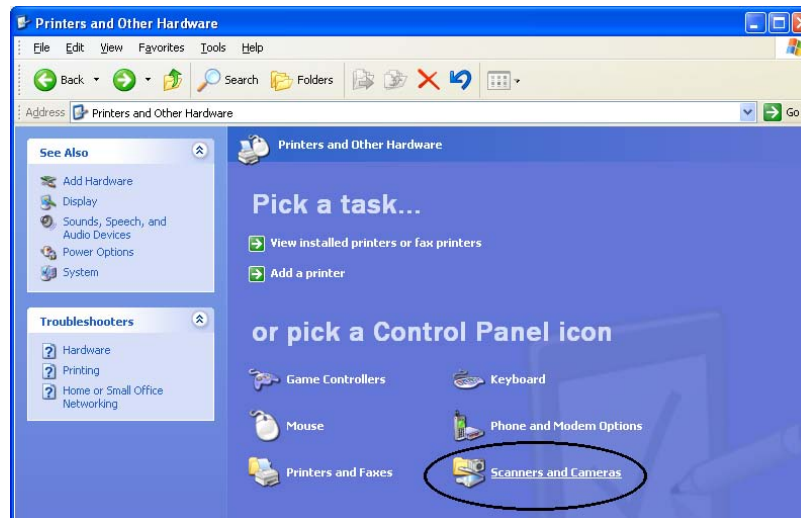 Printers and Other Hardware
File Edit View Favorites Tools Help
Back Search Folders
Address Printers and Other Hardware Go
See Also
Add Hardware
Display
Sounds, Speech, and
Audio Devices
Power Options
System
Troubleshooters
Hardware
Printing
Home or Small Office
Networking
Printers and Other Hardware
Pick a task...
View installed printers or fax printers
Add a printer
or pick a Control Panel icon
Game Controllers Keyboard
Mouse Phone and Modem Options
Printers and Faxes Scanners and Cameras